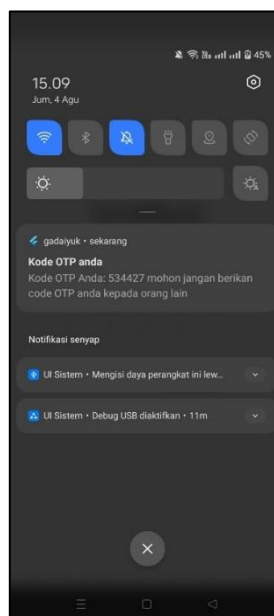 45%
15.09
Jum, 4 Agu
gadaiyuk • sekarang
Kode OTP anda
Kode OTP Anda: 534427 mohon jangan berikan
code OTP anda kepada orang lain
Notifikasi senyap
UI Sistem • Mengisi daya perangkat ini lew...
UI Sistem • Debug USB diaktifkan • 11m